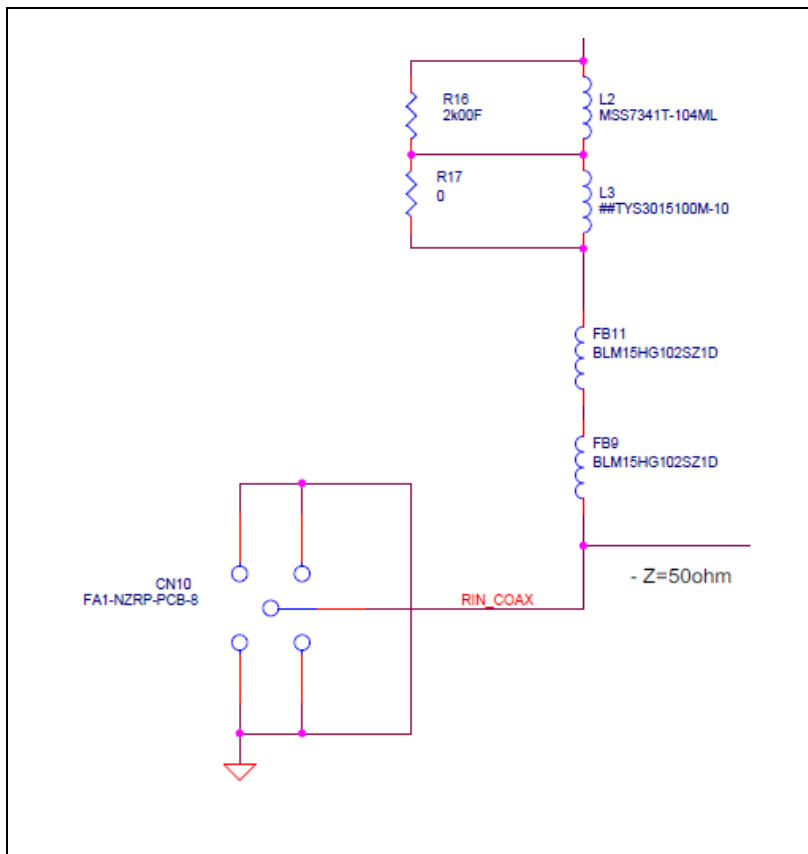 R16
2k00F
L2
MSS7341T-104ML
R17
0
L3
##TYS3015100M-10
FB11
BLM15HG102SZ1D
FB9
BLM15HG102SZ1D
- Z=50ohm
CN10
FA1-NZRP-PCB-8
RIN_COAX